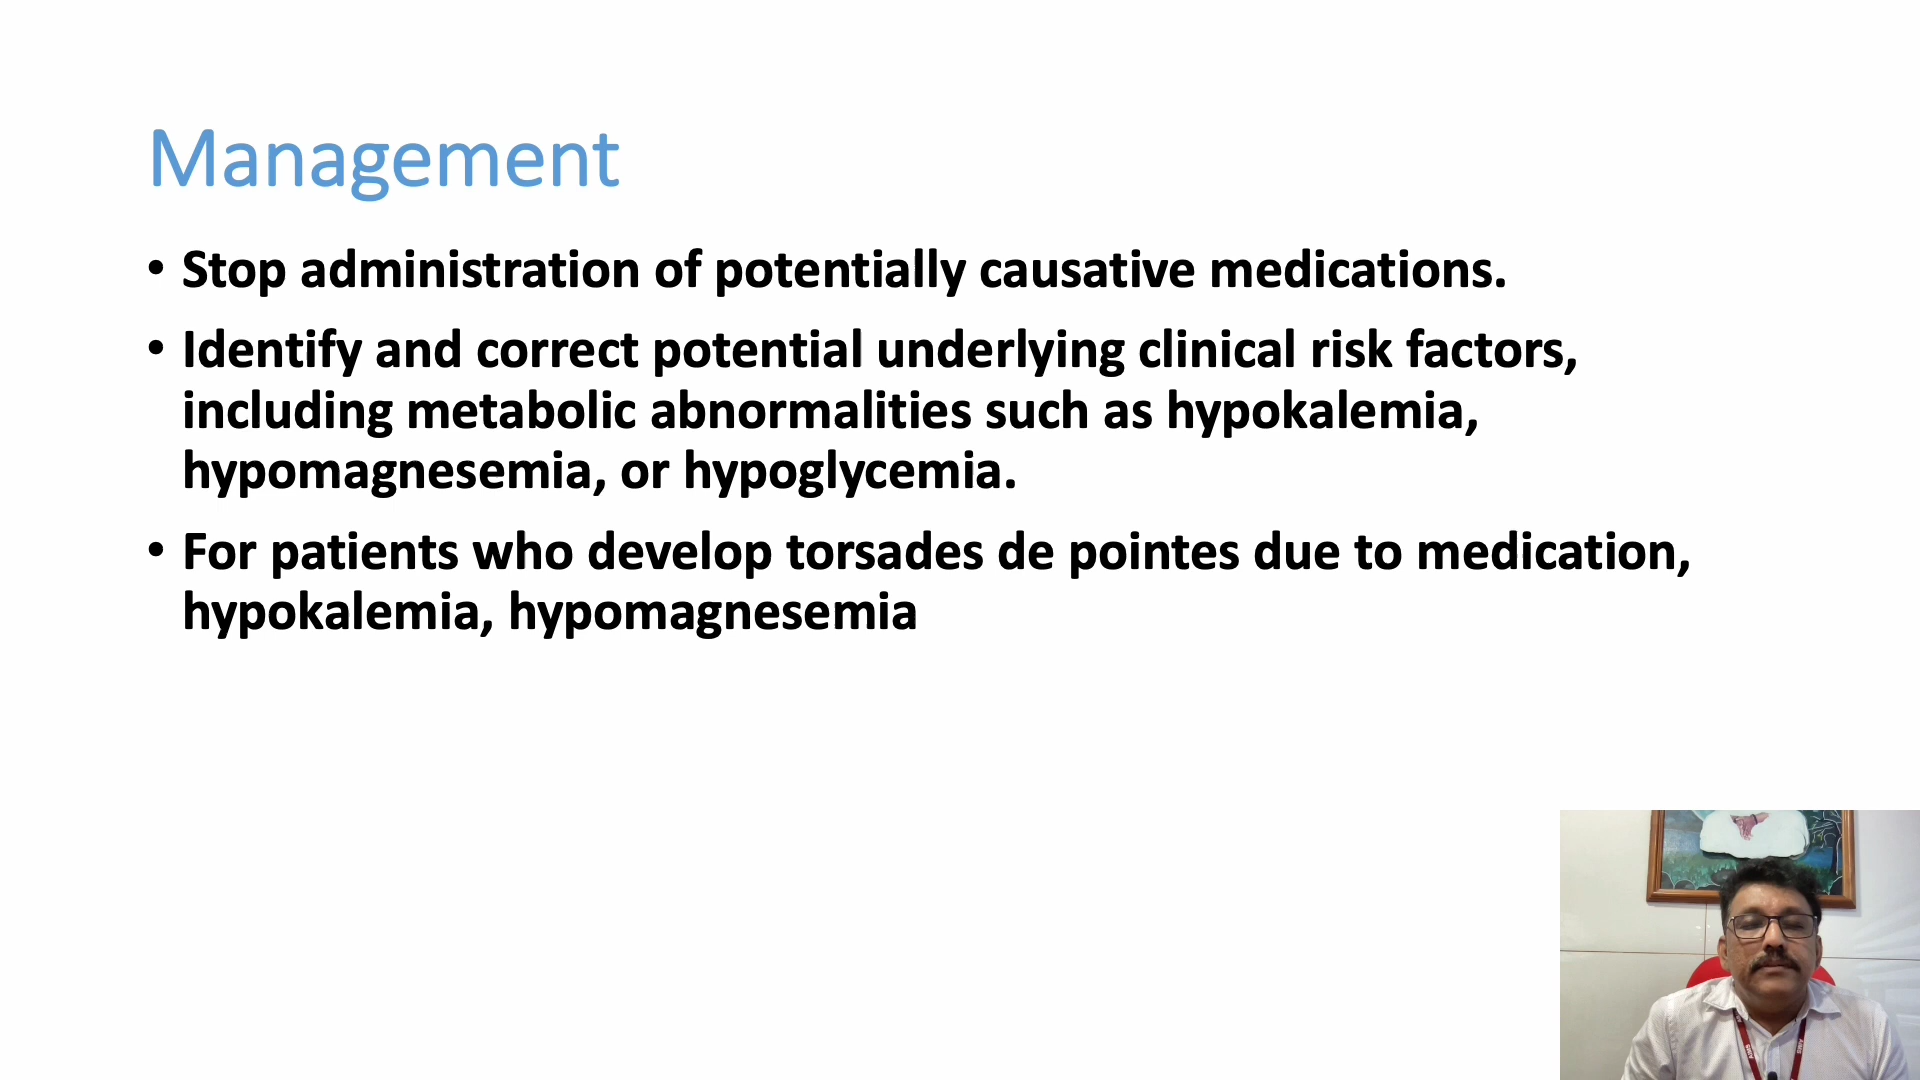 Management
• Stop administration of potentially causative medications.
• Identify and correct potential underlying clinical risk factors,
including metabolic abnormalities such as hypokalemia,
hypomagnesemia, or hypoglycemia.
• For patients who develop torsades de pointes due to medication,
hypokalemia, hypomagnesemia